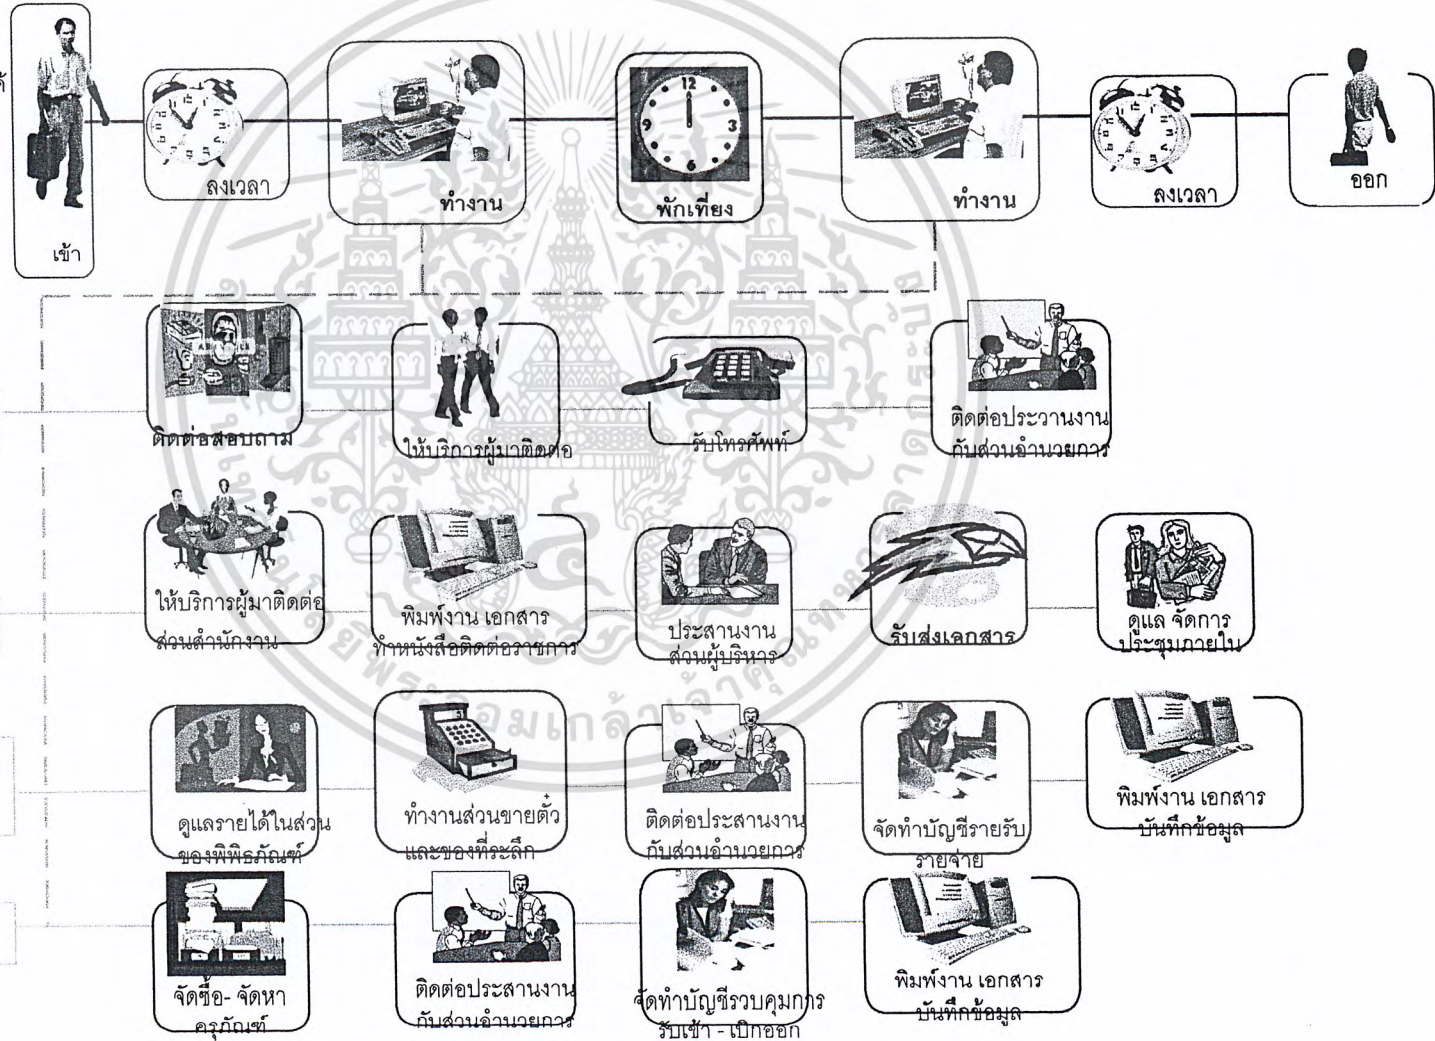 เข้า
ลงเวลา
ทำงาน
12
3
6
9
พักเที่ยง
ทำงาน
ลงเวลา
ออก
ติดต่อสอบถาม
ให้บริการผู้มาติดต่อ
รับโทรศัพท์
ติดต่อประวานงาน
กับส่วนอำนวยการ
ให้บริการผู้มาติดต่อ
ส่วนสำนักงาน
พิมพ์งาน เอกสาร
ทำหนังสือติดต่อราชการ
ประสานงาน
ส่วนผู้บริหาร
รับส่งเอกสาร
ดูแล จัดการ
ประชุมภายใน
ดูแลรายได้ในส่วน
ของพิพิธภัณฑ์
ทำงานส่วนขายตั๋ว
และของที่ระลึก
ติดต่อประสานงาน
กับส่วนอำนวยการ
จัดทำบัญชีรายรับ
รายจ่าย
พิมพ์งาน เอกสาร
บันทึกข้อมูล
จัดซื้อ- จัดหา
ครุภัณฑ์
ติดต่อประสานงาน
กับส่วนอำนวยการ
จัดทำบัญชีรวบคุมการ
รับเข้า - เบิกออก
พิมพ์งาน เอกสาร
บันทึกข้อมูล